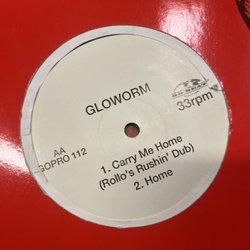 GLOWORM
33rpm
AA
GOPRO 112
1. Carry Me Home
(Rollo's Rushin' Dub)
2. Home